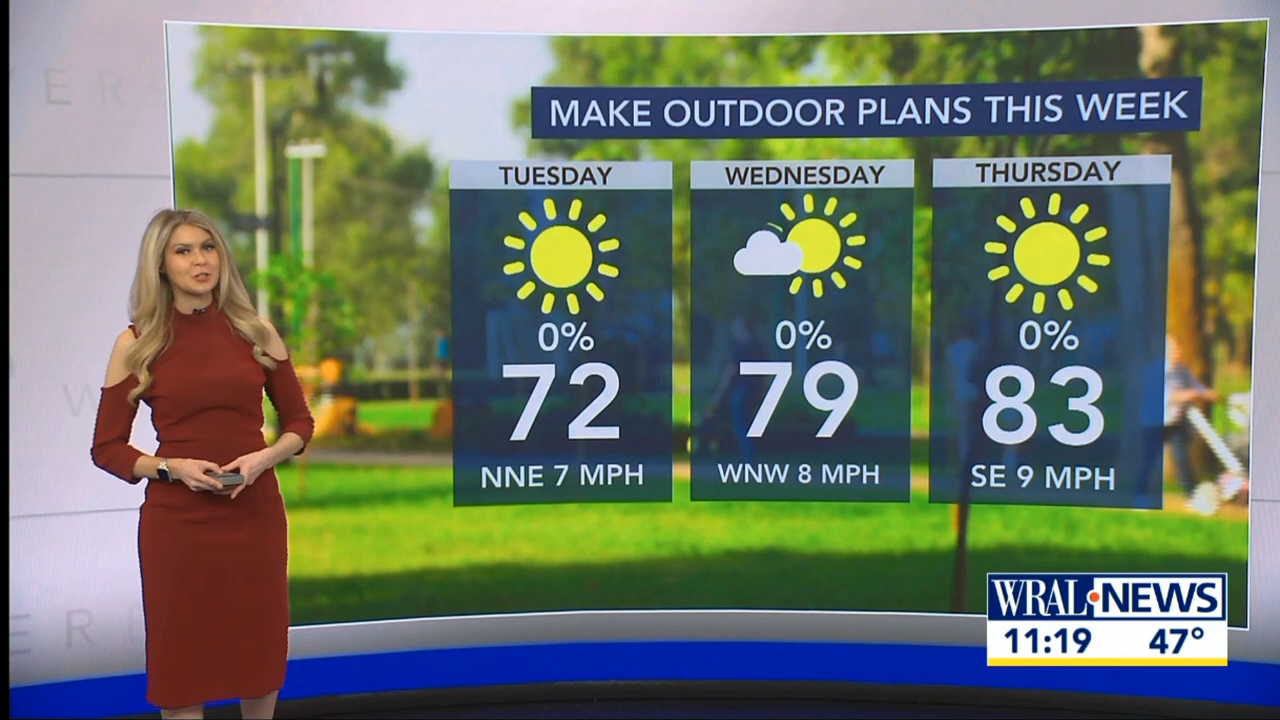 MAKE OUTDOOR PLANS THIS WEEK
TUESDAY
0%
72
NNE 7 MPH
WEDNESDAY
0%
79
WNW 8 MPH
THURSDAY
0%
83
SE 9 MPH
WRAL NEWS
11:19 47°